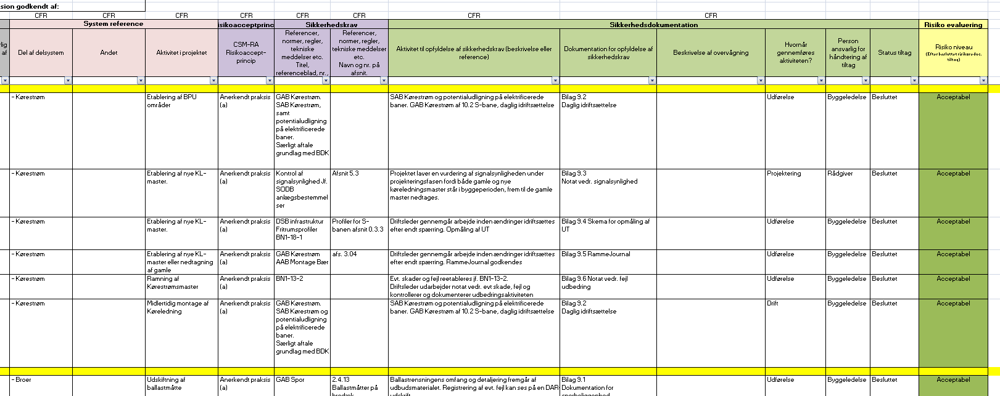 sion godkendt af:
CFR CFR CFR CFR CFR CFR CFR CFR
System reference
isikoacceptprinc
Sikkerhedskrav
Sikkerhedsdokumentation
Risiko evaluering
rlig
af
Del af delsystem
Andet
Aktivitet i projektet
CSM-RA
Risikoaccept-
princip
Referencer,
normer, regler,
tekniske
meddelser etc.
Titel,
referenceblad, nr.,
Referencer,
normer, regler,
tekniske meddelser
etc.
Navn og nr. på
afsnit.
Aktivitet til opfyldelse af sikkerhedskrav (beskrivelse eller
reference)
Dokumentation for opfyldelse af
sikkerhedskrav
Beskrivelse af overvågning
Hvornår
gennemføres
aktiviteten?
Person
ansvarlig for
håndtering af
tiltag
Status tiltag
Risiko niveau
(Efter besluttet risikoreduc.
tiltag)
- Kørestrøm
Etablering af BPU
områder
Anerkendt praksis
(a)
GAB Kørestrøm.
SAB Kørestrøm,
samt
potentialudligning
på elektrificerede
baner.
Særligt aftale
grundlag med BDK
SAB Kørestrøm og potentialudligning på elektrificerede
baner. GAB Kørestrøm af 10.2 S-bane, daglig idriftsættelse
Bilag 9.2
Daglig idriftsættelse
Udførelse
Byggeledelse
Besluttet
Acceptabel
- Kørestrøm
Etablering af nye KL-
master.
Anerkendt praksis
(a)
Kontrol af
signalsynlighed Jf.
SODB
anlægsbestemmel
ser
Afsnit 5.3
Projektet laver en vurdering af signalsynligheden under
projekteringsfasen fordi både gamle og nye
køreledningsmaster står i byggeperioden, frem til de gamle
master nedtages.
Bilag 9.3
Notat vedr. signalsynlighed
Projektering
Rådgiver
Besluttet
Acceptabel
- Kørestrøm
Etablering af nye KL-
master.
Anerkendt praksis
(a)
DSB infrastruktur
Fritrumsprofiler
BN1-18-1
Profiler for S-
banen afsnit 0.3.3
Driftsleder gennemgår arbejde inden ændringer idriftsættes
efter endt spærring. Opmåling af UT
Bilag 9.4 Skema for opmåling af
UT
Udførelse
Byggeledelse
Besluttet
Acceptabel
- Kørestrøm
Etablering af nye KL-
master eller nedtagning
af gamle
Anerkendt praksis
(a)
GAB Kørestrøm
AAB Montage Bær
afs. 3.04
Driftsleder gennemgår arbejde inden ændringer idriftsættes
efter endt spærring. RammeJournal godkendes
Bilag 9.5 RammeJournal
Udførelse
Byggeledelse
Besluttet
Acceptabel
- Kørestrøm
Ramning af
Kørestrømsmaster
Anerkendt praksis
(a)
BN1-13-2
Evt. skader og fejl reetableres jf. BN1-13-2.
Driftsleder udarbejder notat vedr. evt skade, fejl og
kontrollerer og dokumenterer udbedringsaktiviteten
Bilag 9.6 Notat vedr. fejl
udbedring
Udførelse
Byggeledelse
Besluttet
Acceptabel
- Kørestrøm
Midlertidig montage af
Køreledning
Anerkendt praksis
(a)
GAB Kørestrøm.
SAB Kørestrøm og
potentialudligning
på elektrificerede
baner.
Særligt aftale
grundlag med BDK
SAB Kørestrøm og potentialudligning på elektrificerede
baner. GAB Kørestrøm af 10.2 S-bane, daglig idriftsættelse
Bilag 9.2
Daglig idriftsættelse
Drift
Byggeledelse
Besluttet
Acceptabel
- Broer
Udskiftning af
ballastmåtte
Anerkendt praksis
(a)
GAB Spor
2.4.13
Ballastmåtter på
brodæk
Ballastrensningens omfang og detaljering fremgår af
udbudsmaterialet. Registrering af evt. fejl kan ses på en DAR-
udskrift
Bilag 9.1
Dokumentation for
sporbeliggenhed
Udførelse
Byggeledelse
Besluttet
Acceptabel